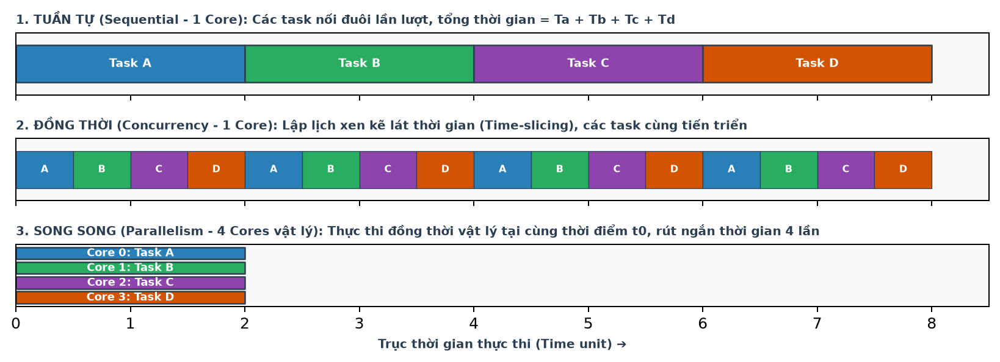 1. TUẦN TỰ (Sequential - 1 Core): Các task nối đuôi lần lượt, tổng thời gian = Ta + Tb + Tc + Td
Task A Task B Task C Task D
2. ĐỒNG THỜI (Concurrency - 1 Core): Lập lịch xen kẽ lát thời gian (Time-slicing), các task cùng tiến triển
A B C D A B C D A B C D A B C D
3. SONG SONG (Parallelism - 4 Cores vật lý): Thực thi đồng thời vật lý tại cùng thời điểm t0, rút ngắn thời gian 4 lần
Core 0: Task A
Core 1: Task B
Core 2: Task C
Core 3: Task D
0 1 2 3 4 5 6 7 8
Trục thời gian thực thi (Time unit) ➔